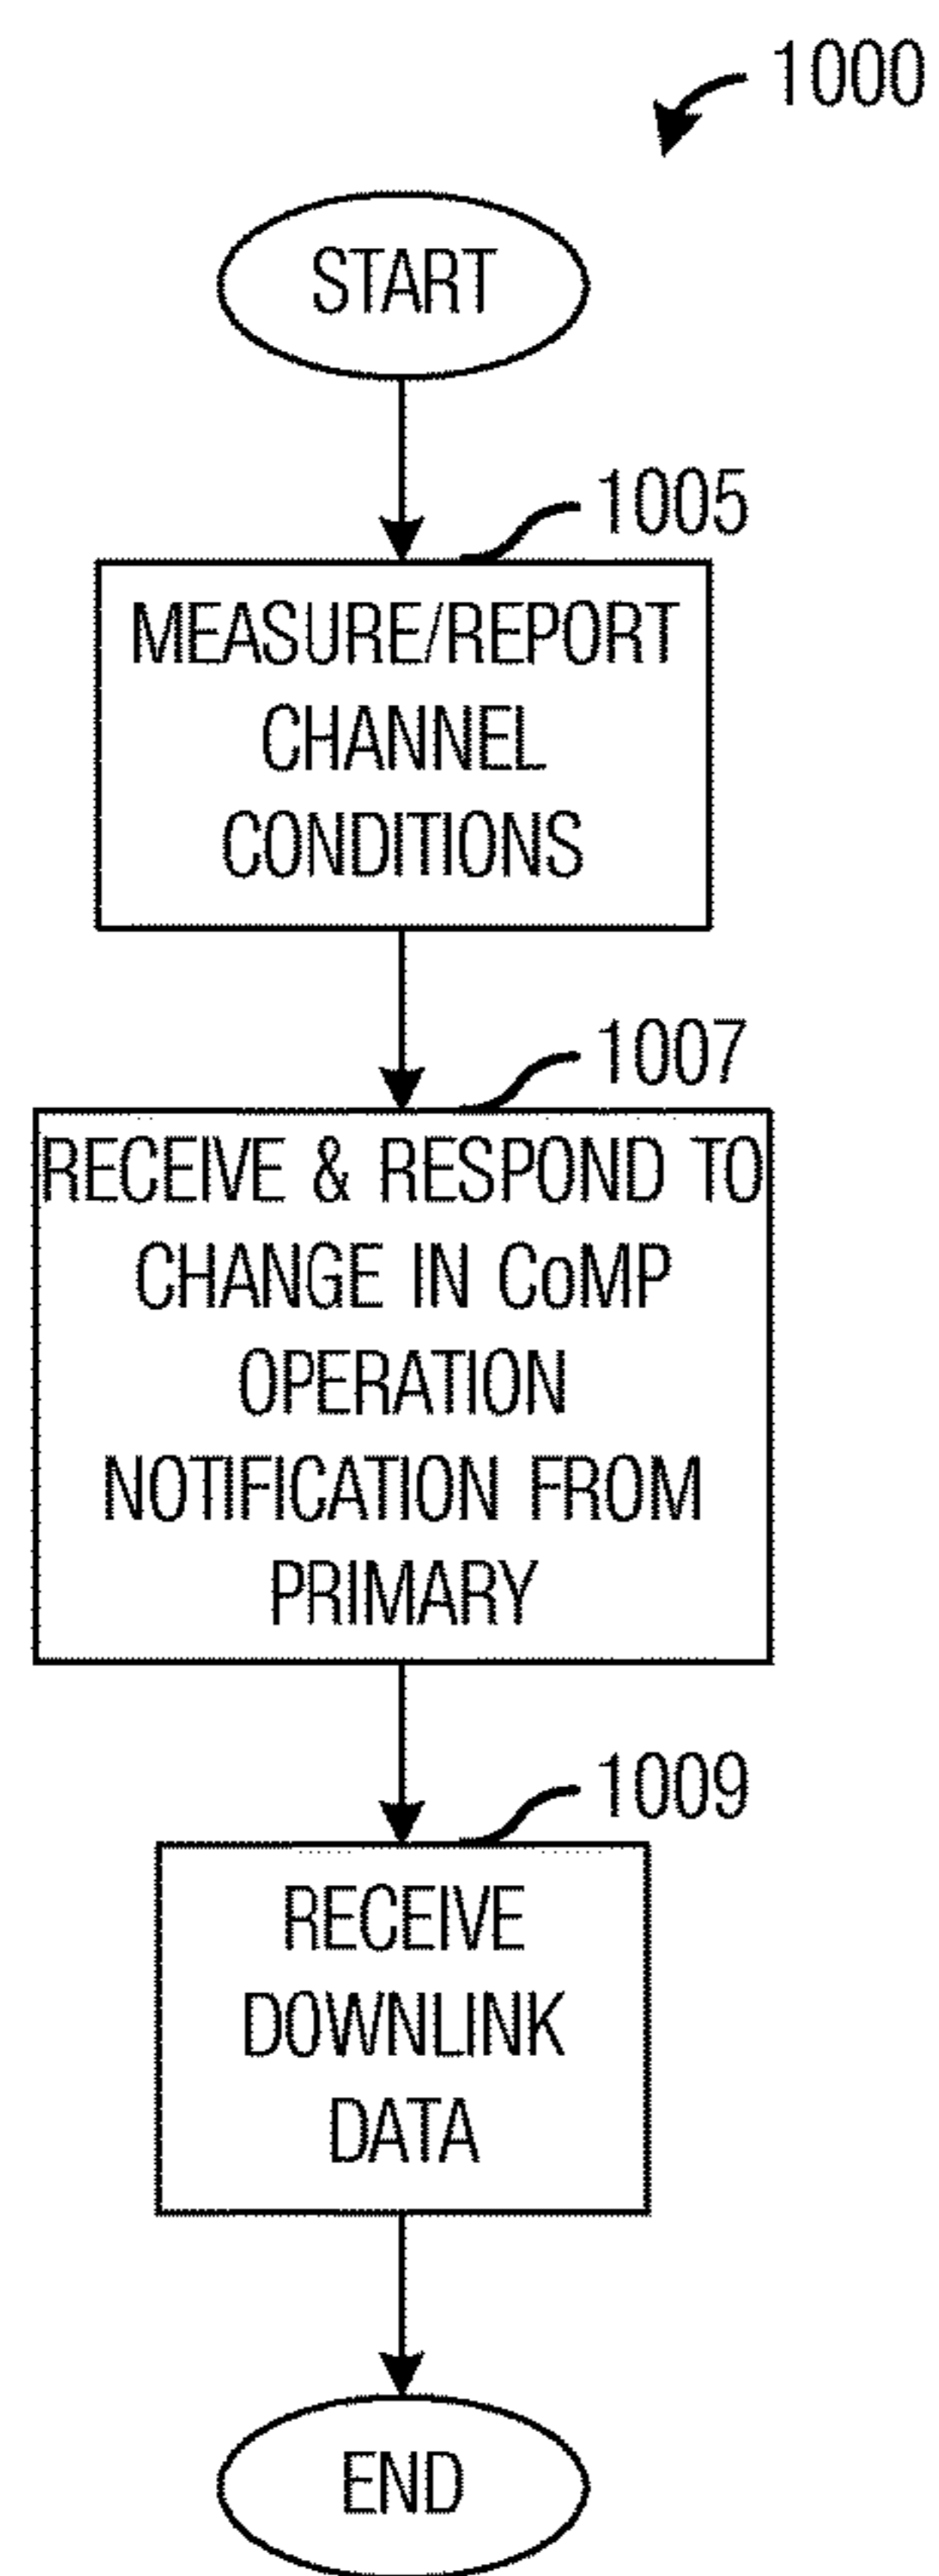 1000
START
1005
MEASURE/REPORT
CHANNEL
CONDITIONS
1007
RECEIVE & RESPOND TO
CHANGE IN CoMP
OPERATION
NOTIFICATION FROM
PRIMARY
1009
RECEIVE
DOWNLINK
DATA
END